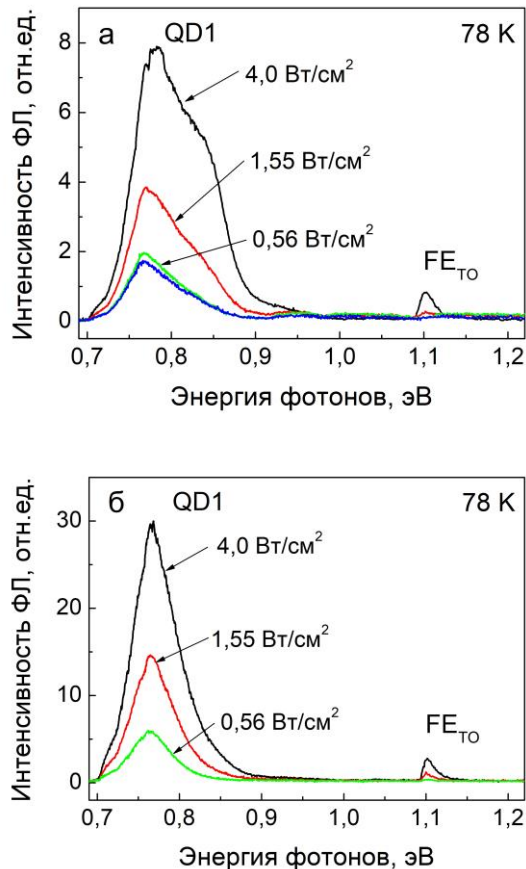 а
QD1
78 K
8
6
4
2
0
4,0 Вт/см²
1,55 Вт/см²
0,56 Вт/см²
FE_TO
Интенсивность ФЛ, отн.ед.
0,7 0,8 0,9 1,0 1,1 1,2
Энергия фотонов, эВ
б
QD1
78 K
30
20
10
0
4,0 Вт/см²
1,55 Вт/см²
0,56 Вт/см²
FE_TO
Интенсивность ФЛ, отн.ед.
0,7 0,8 0,9 1,0 1,1 1,2
Энергия фотонов, эВ